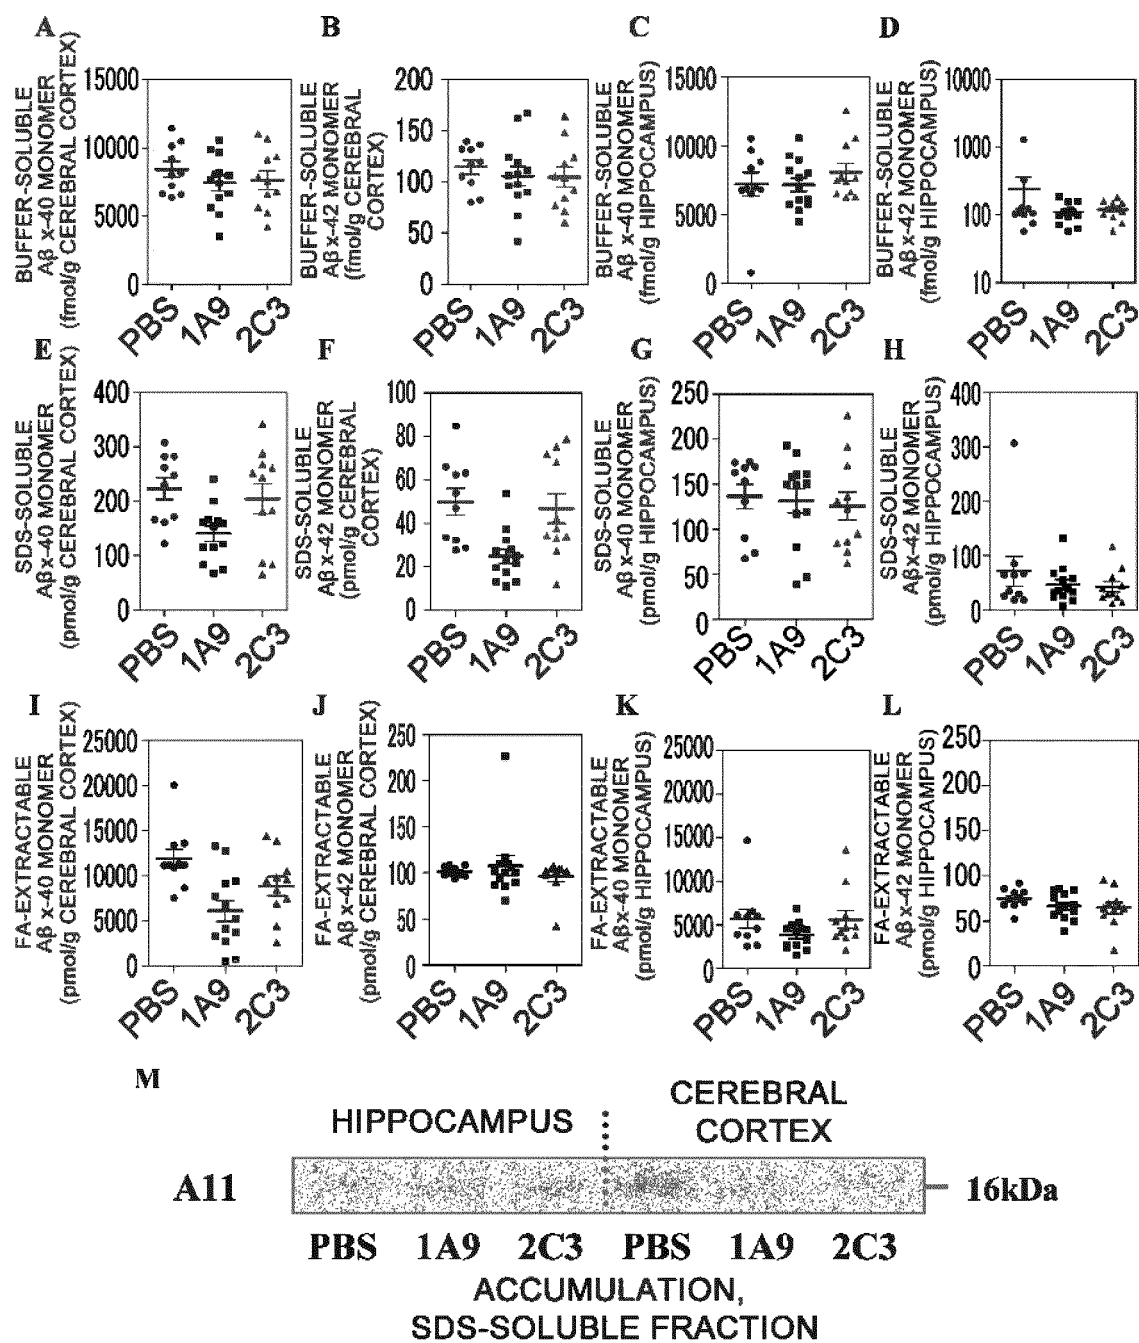 A
BUFFER-SOLUBLE
Aβ x-40 MONOMER
(fmol/g CEREBRAL CORTEX)
15000
10000
5000
0
PBS
1A9
2C3
B
BUFFER-SOLUBLE
Aβ x-42 MONOMER
(fmol/g CEREBRAL
CORTEX)
200
150
100
50
0
PBS
1A9
2C3
C
BUFFER-SOLUBLE
Aβ x-40 MONOMER
(fmol/g HIPPOCAMPUS)
15000
10000
5000
0
PBS
1A9
2C3
D
BUFFER-SOLUBLE
Aβ x-42 MONOMER
(fmol/g HIPPOCAMPUS)
10000
1000
100
10
PBS
1A9
2C3
E
SDS-SOLUBLE
Aβ x-40 MONOMER
(pmol/g CEREBRAL CORTEX)
400
300
200
100
0
PBS
1A9
2C3
F
SDS-SOLUBLE
Aβ x-42 MONOMER
(pmol/g CEREBRAL
CORTEX)
100
80
60
40
20
0
PBS
1A9
2C3
G
SDS-SOLUBLE
Aβ x-40 MONOMER
(pmol/g HIPPOCAMPUS)
250
200
150
100
50
0
PBS
1A9
2C3
H
SDS-SOLUBLE
Aβx-42 MONOMER
(pmol/g HIPPOCAMPUS)
400
300
200
100
50
0
PBS
1A9
2C3
I
FA-EXTRACTABLE
Aβ x-40 MONOMER
(pmol/g CEREBRAL CORTEX)
25000
20000
15000
10000
5000
0
PBS
1A9
2C3
J
FA-EXTRACTABLE
Aβ x-42 MONOMER
(pmol/g CEREBRAL CORTEX)
250
200
150
100
50
0
PBS
1A9
2C3
K
FA-EXTRACTABLE
Aβx-40 MONOMER
(pmol/g HIPPOCAMPUS)
25000
20000
15000
10000
5000
0
PBS
1A9
2C3
L
FA-EXTRACTABLE
Aβ x-42 MONOMER
(pmol/g HIPPOCAMPUS)
250
200
150
100
50
0
PBS
1A9
2C3
M
HIPPOCAMPUS
CEREBRAL
CORTEX
A11
16kDa
PBS 1A9 2C3 PBS 1A9 2C3
ACCUMULATION,
SDS-SOLUBLE FRACTION